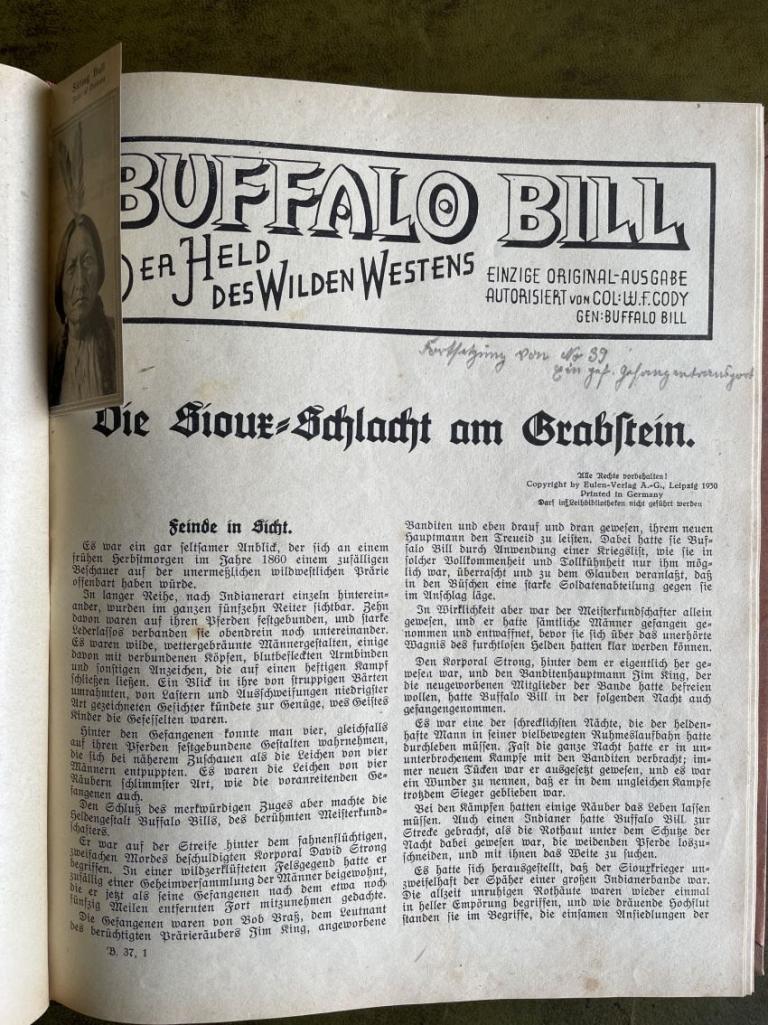 Sitting Bull
BUFFALO BILL
DER HELD
DES WILDEN WESTENS
EINZIGE ORIGINAL-AUSGABE
AUTORISIERT VON COL: W. F. CODY
GEN: BUFFALO BILL
Fortsetzung von No 39
Ein gef. Gefangentransport
Die Sioux-Schlacht am Grabstein.
Alle Rechte vorbehalten!
Copyright by Eulen-Verlag A.-G., Leipzig 1930
Printed in Germany
Darf in Leihbibliotheken nicht geführt werden
Feinde in Sicht.
Es war ein gar seltsamer Anblick, der sich an einem
frühen Herbstmorgen im Jahre 1860 einem zufälligen
Beschauer auf der unermeßlichen wildwestlichen Prärie
offenbart haben würde.
In langer Reihe, nach Indianerart einzeln hinterein-
ander, wurden im ganzen fünfzehn Reiter sichtbar. Zehn
davon waren auf ihren Pferden festgebunden, und starke
Lederlassos verbanden sie obendrein noch untereinander.
Es waren wilde, wettergebräunte Männergestalten, einige
davon mit verbundenen Köpfen, blutbefleckten Armbinden
und sonstigen Anzeichen, die auf einen heftigen Kampf
schließen ließen. Ein Blick in ihre von struppigen Bärten
umrahmten, von Lastern und Ausschweifungen niedrigster
Art gezeichneten Gesichter kündete zur Genüge, wes Geistes
Kinder die Gefesselten waren.
Hinter den Gefangenen konnte man vier, gleichfalls
auf ihren Pferden festgebundene Gestalten wahrnehmen,
die sich bei näherem Zuschauen als die Leichen von vier
Männern entpuppten. Es waren die Leichen von vier
Räubern schlimmster Art, wie die voranreitenden Ge-
fangenen auch.
Den Schluß des merkwürdigen Zuges aber machte die
Heldengestalt Buffalo Bills, des berühmten Meisterkund-
schafters.
Er war auf der Streife hinter dem fahnenflüchtigen,
zweifachen Mordes beschuldigten Korporal David Strong
begriffen. In einer wildzerklüfteten Felsgegend hatte er
zufällig einer Geheimversammlung der Männer beigewohnt,
die er jetzt als seine Gefangenen nach dem etwa noch
fünfzig Meilen entfernten Fort mitzunehmen gedachte.
Die Gefangenen waren von Bob Braß, dem Leutnant
des berüchtigten Prärieräubers Jim King, angeworbene
B. 37, 1
Banditen und eben drauf und dran gewesen, ihrem neuen
Hauptmann den Treueid zu leisten. Dabei hatte sie Buf-
falo Bill durch Anwendung einer Kriegslist, wie sie in
solcher Vollkommenheit und Tollkühnheit nur ihm mög-
lich war, überrascht und zu dem Glauben veranlaßt, daß
in den Büschen eine starke Soldatenabteilung gegen sie
im Anschlag läge.
In Wirklichkeit aber war der Meisterkundschafter allein
gewesen, und er hatte sämtliche Männer gefangen ge-
nommen und entwaffnet, bevor sie sich über das unerhörte
Wagnis des furchtlosen Helden hatten klar werden können.
Den Korporal Strong, hinter dem er eigentlich her ge-
wesen war, und den Banditenhauptmann Jim King, der
die neugeworbenen Mitglieder der Bande hatte befreien
wollen, hatte Buffalo Bill in der folgenden Nacht auch
gefangengenommen.
Es war eine der schrecklichsten Nächte, die der helden-
hafte Mann in seiner vielbewegten Ruhmeslaufbahn hatte
durchleben müssen. Fast die ganze Nacht hatte er in un-
unterbrochenem Kampfe mit den Banditen verbracht; im-
mer neuen Tücken war er ausgesetzt gewesen, und es war
ein Wunder zu nennen, daß er in dem ungleichen Kampfe
trotzdem Sieger geblieben war.
Bei den Kämpfen hatten einige Räuber das Leben lassen
müssen. Auch einen Indianer hatte Buffalo Bill zur
Strecke gebracht, als die Rothaut unter dem Schutze der
Nacht dabei gewesen war, die weidenden Pferde loszu-
schneiden, und mit ihnen das Weite zu suchen.
Es hatte sich herausgestellt, daß der Siouxkrieger un-
zweifelhaft der Späher einer großen Indianerbande war.
Die allzeit unruhigen Rothäute waren wieder einmal
in heller Empörung begriffen, und wie dräuende Hochflut
standen sie im Begriffe, die einsamen Ansiedlungen der